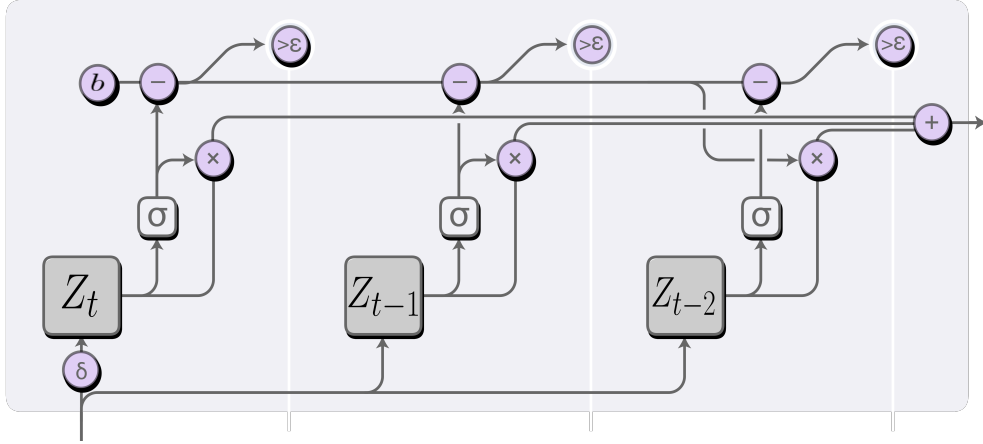 >ε >ε >ε
b − − −
+
× × ×
σ σ σ
Z_t Z_{t−1} Z_{t−2}
δ